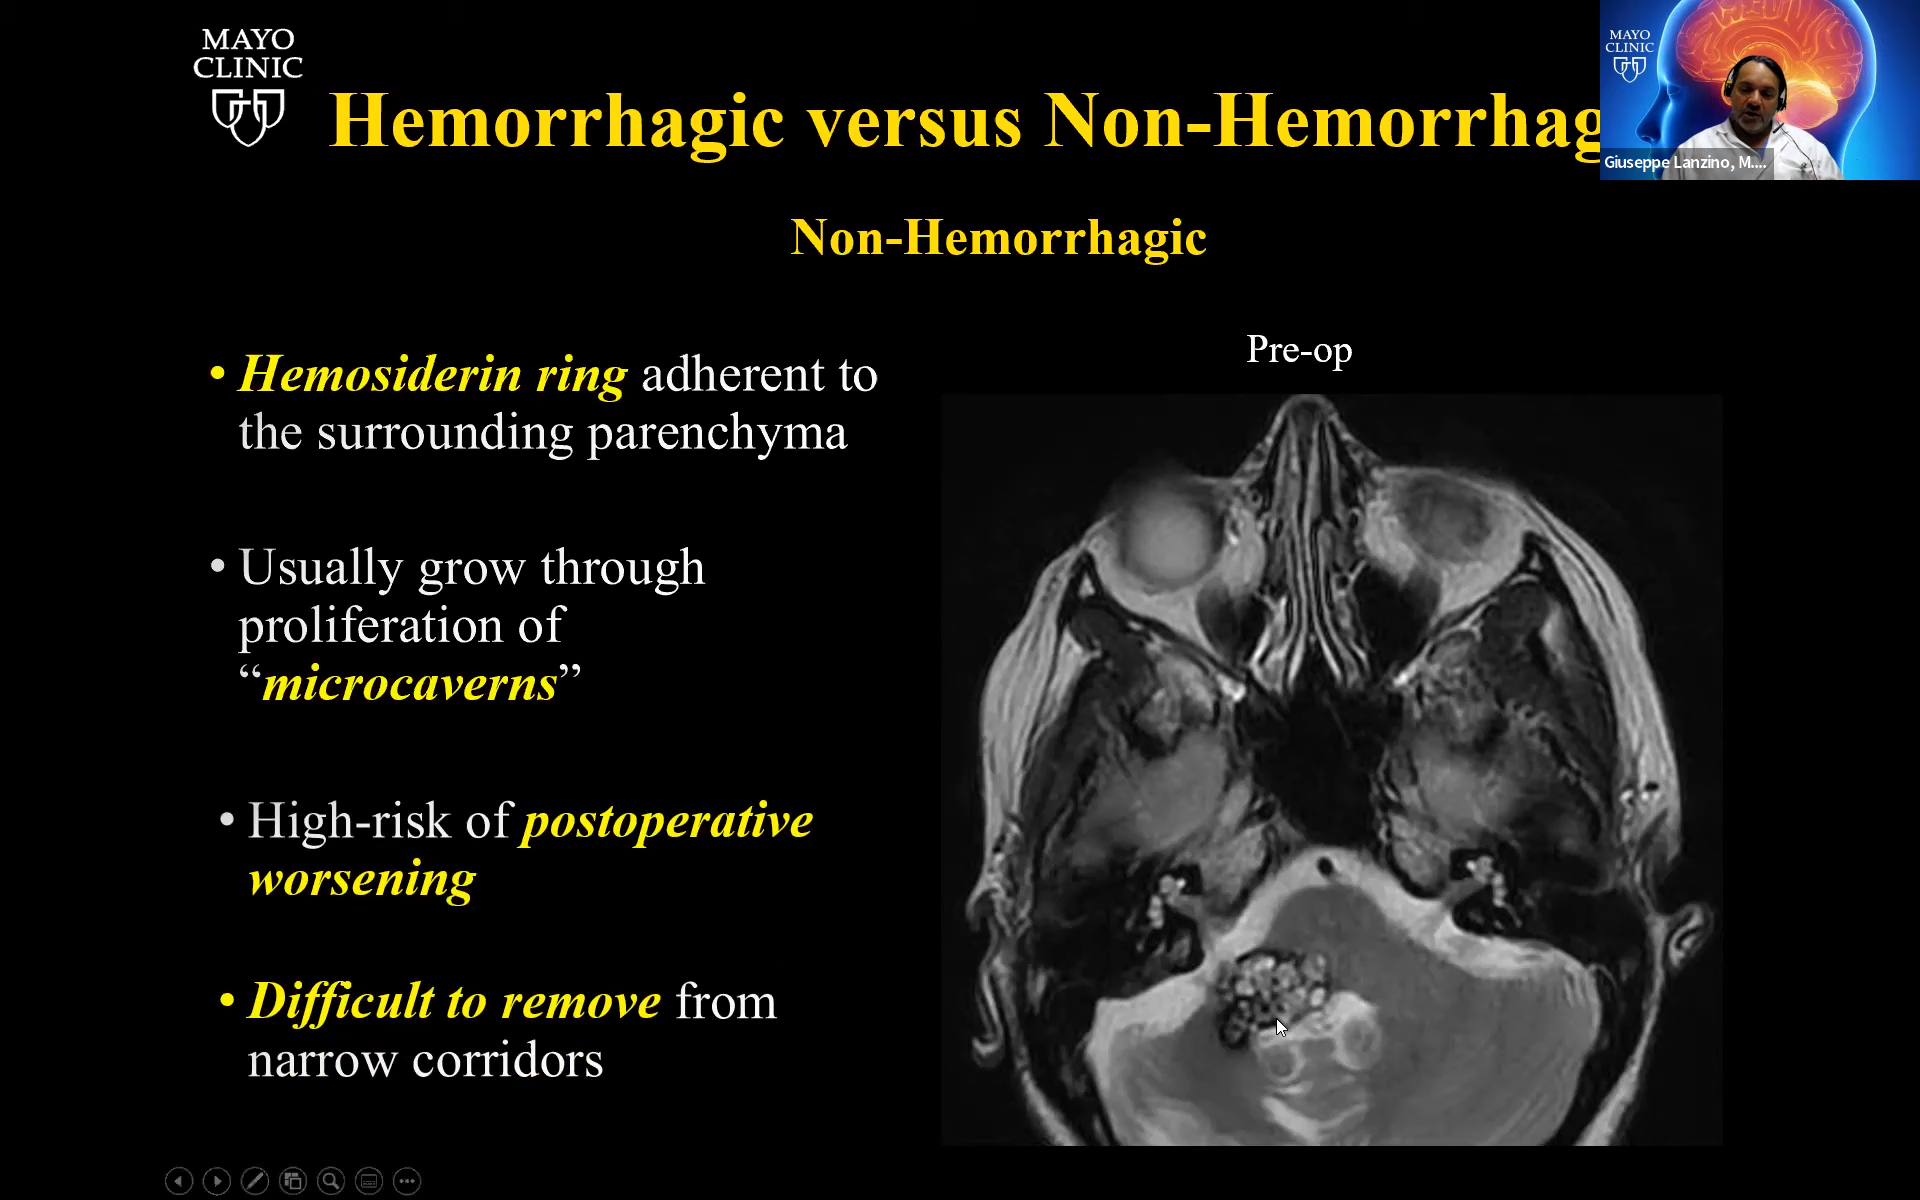 MAYO
CLINIC
Hemorrhagic versus Non-Hemorrhag
MAYO
CLINIC
Giuseppe Lanzino, M....
Non-Hemorrhagic
• Hemosiderin ring adherent to
the surrounding parenchyma
• Usually grow through
proliferation of
“microcaverns”
• High-risk of postoperative
worsening
• Difficult to remove from
narrow corridors
Pre-op